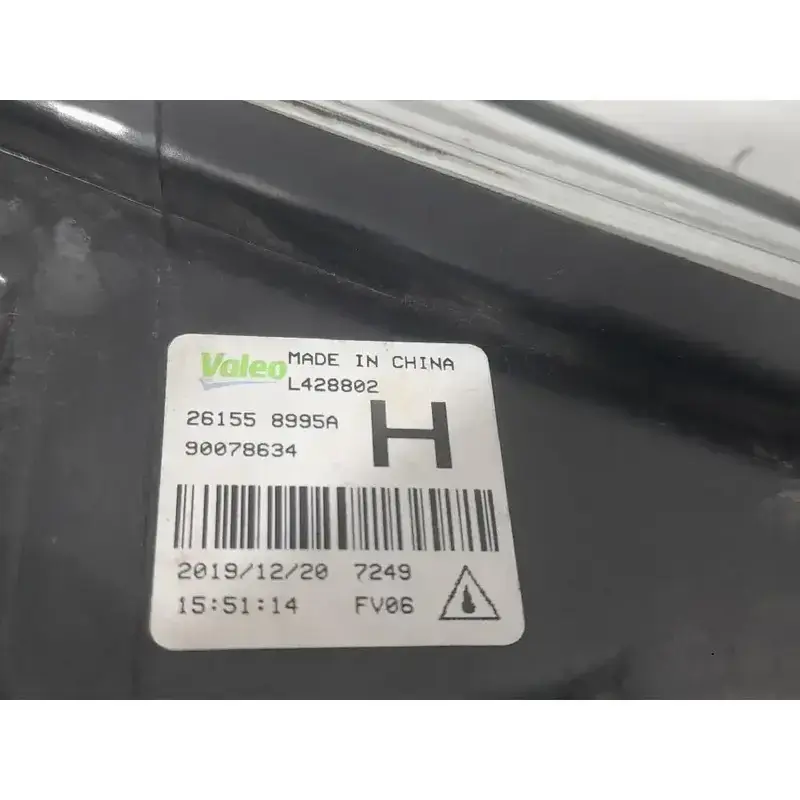 Valeo MADE IN CHINA
L428802
26155 8995A
H
90078634
2019/12/20 7249
15:51:14 FV06